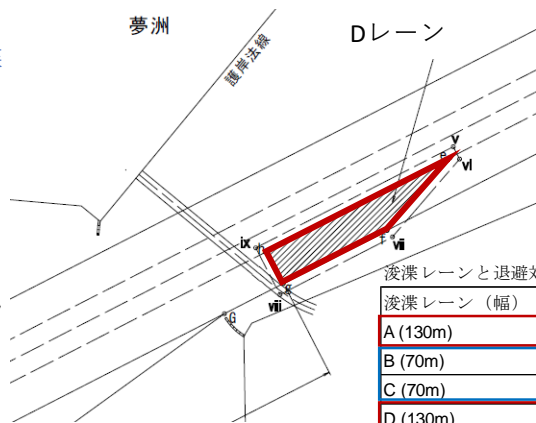 夢洲
Dレーン
護岸法線
v
e
vi
f
vii
ix
h
g
viii
G
浚渫レーンと退避対
浚渫レーン（幅）
A (130m)
B (70m)
C (70m)
D (130m)